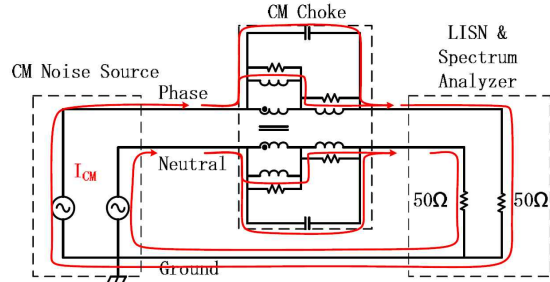 CM Choke
LISN &
Spectrum
Analyzer
CM Noise Source
Phase
I_CM
Neutral
50Ω
50Ω
Ground